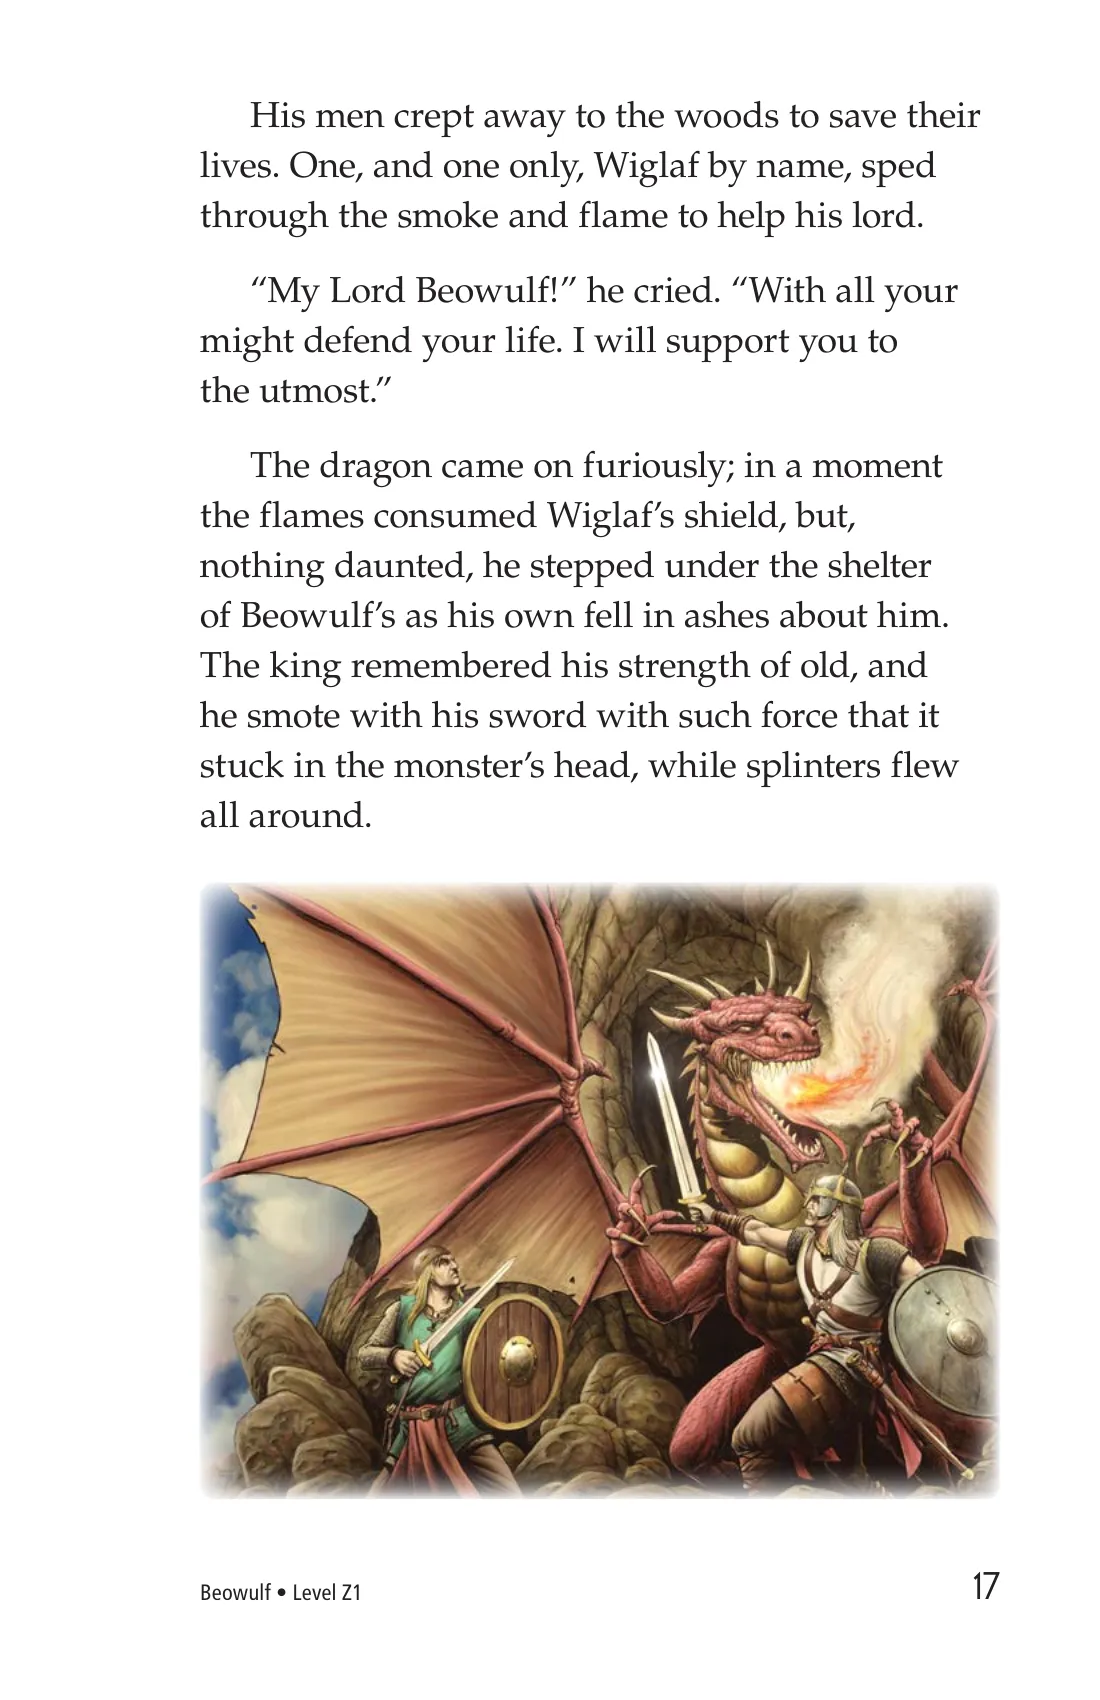 His men crept away to the woods to save their
lives. One, and one only, Wiglaf by name, sped
through the smoke and flame to help his lord.
“My Lord Beowulf!” he cried. “With all your
might defend your life. I will support you to
the utmost.”
The dragon came on furiously; in a moment
the flames consumed Wiglaf’s shield, but,
nothing daunted, he stepped under the shelter
of Beowulf’s as his own fell in ashes about him.
The king remembered his strength of old, and
he smote with his sword with such force that it
stuck in the monster’s head, while splinters flew
all around.
Beowulf • Level Z1
17